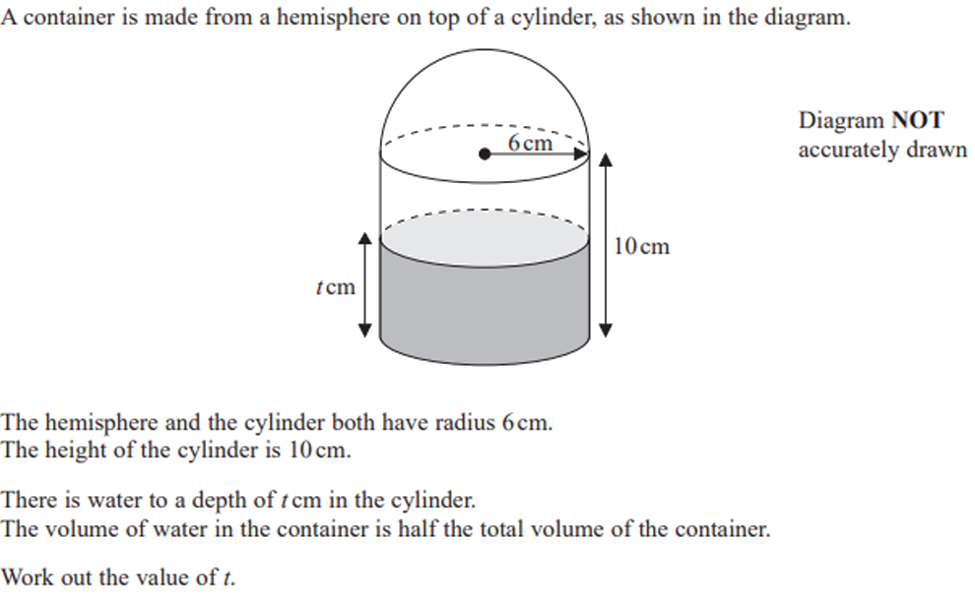 A container is made from a hemisphere on top of a cylinder, as shown in the diagram.
Diagram NOT
accurately drawn
6 cm
10 cm
t cm
The hemisphere and the cylinder both have radius 6 cm.
The height of the cylinder is 10 cm.
There is water to a depth of t cm in the cylinder.
The volume of water in the container is half the total volume of the container.
Work out the value of t.